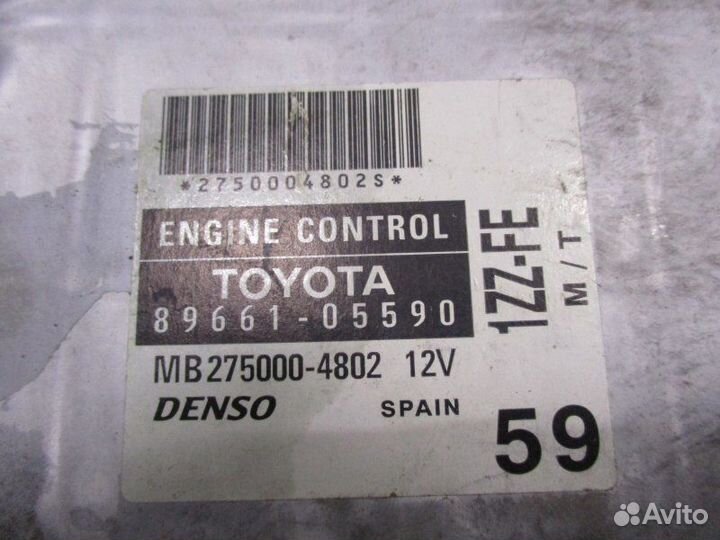 *2750004802S*
ENGINE CONTROL
TOYOTA
89661-05590
1ZZ-FE
M/T
MB275000-4802 12V
DENSO SPAIN
59
Avito